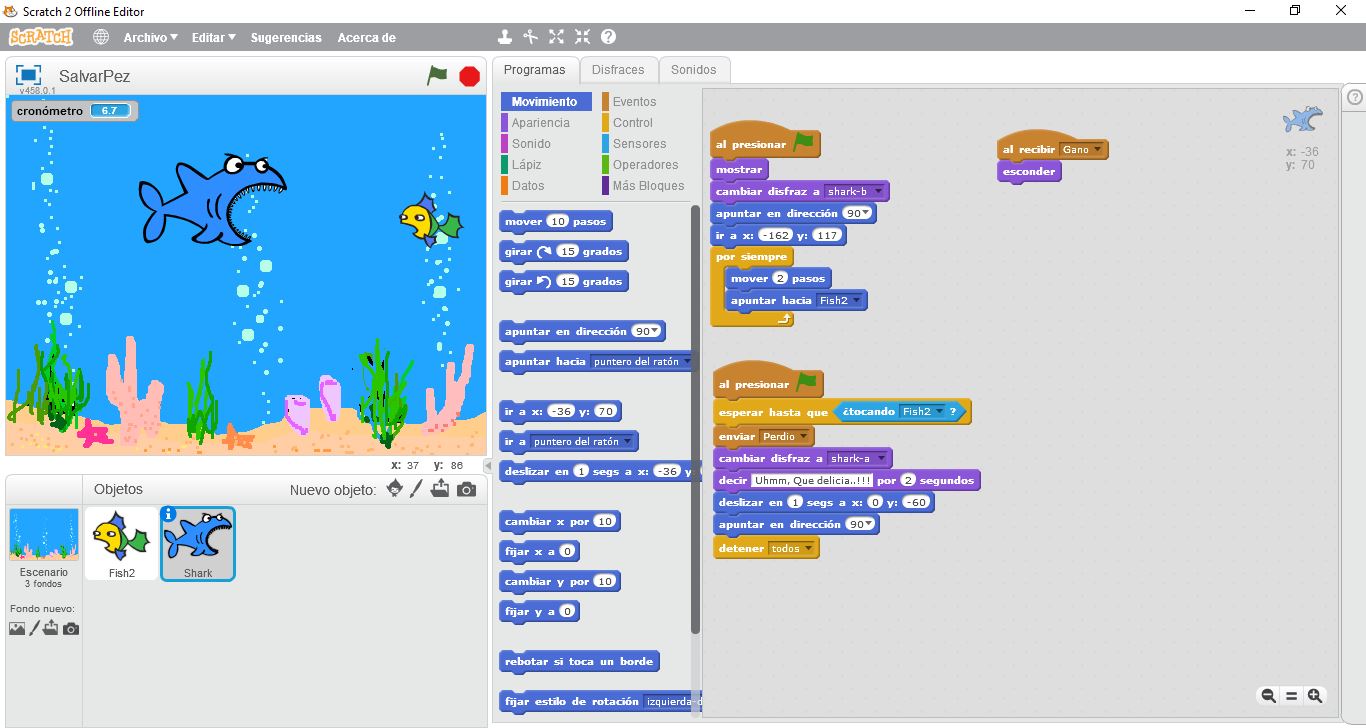 Scratch 2 Offline Editor
SCRATCH Archivo Editar Sugerencias Acerca de
SalvarPez
v458.0.1
cronómetro 6.7
x: 37 y: 86
Objetos Nuevo objeto:
Escenario
3 fondos
Fondo nuevo:
Fish2
Shark
Programas Disfraces Sonidos
Movimiento Eventos
Apariencia Control
Sonido Sensores
Lápiz Operadores
Datos Más Bloques
mover 10 pasos
girar 15 grados
girar 15 grados
apuntar en dirección 90
apuntar hacia puntero del ratón
ir a x: -36 y: 70
ir a puntero del ratón
deslizar en 1 segs a x: -36 y
cambiar x por 10
fijar x a 0
cambiar y por 10
fijar y a 0
rebotar si toca un borde
fijar estilo de rotación izquierda-d
al presionar
mostrar
cambiar disfraz a shark-b
apuntar en dirección 90
ir a x: -162 y: 117
por siempre
mover 2 pasos
apuntar hacia Fish2
al presionar
esperar hasta que ¿tocando Fish2 ?
enviar Perdio
cambiar disfraz a shark-a
decir Uhmm, Que delicia..!!! por 2 segundos
deslizar en 1 segs a x: 0 y: -60
apuntar en dirección 90
detener todos
al recibir Gano
esconder
x: -36
y: 70